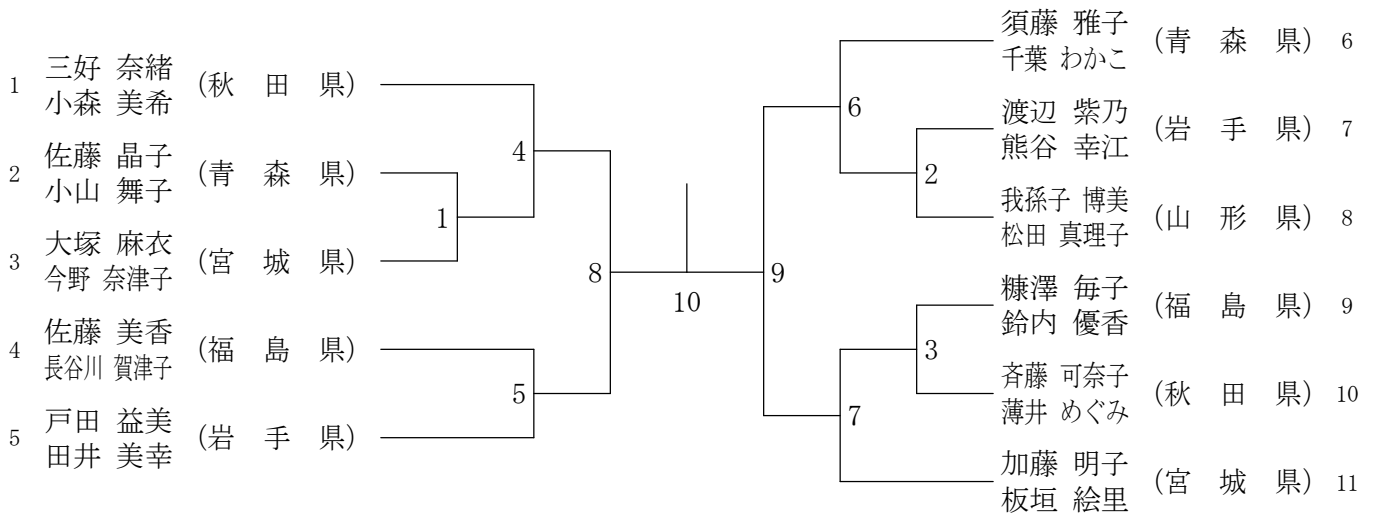 1 三好 奈緒 (秋 田 県)
小森 美希
2 佐藤 晶子 (青 森 県)
小山 舞子
3 大塚 麻衣 (宮 城 県)
今野 奈津子
4 佐藤 美香 (福 島 県)
長谷川 賀津子
5 戸田 益美 (岩 手 県)
田井 美幸
4
1
5
8
10
9
6
2
3
7
須藤 雅子 (青 森 県) 6
千葉 わかこ
渡辺 紫乃 (岩 手 県) 7
熊谷 幸江
我孫子 博美 (山 形 県) 8
松田 真理子
糠澤 毎子 (福 島 県) 9
鈴内 優香
斉藤 可奈子 (秋 田 県) 10
薄井 めぐみ
加藤 明子 (宮 城 県) 11
板垣 絵里